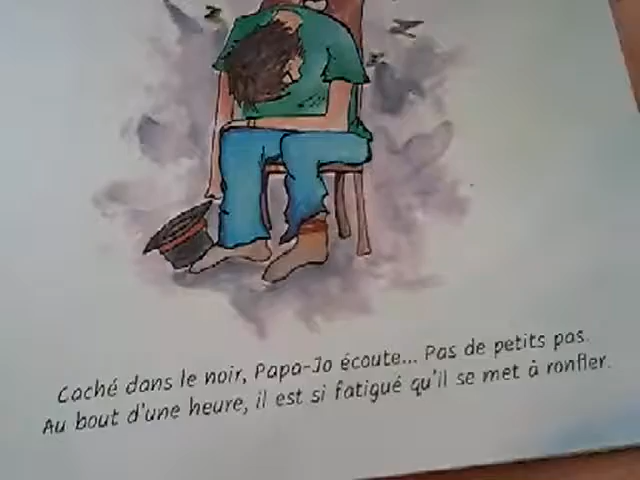 z
z
z
Caché dans le noir, Papa-Jo écoute... Pas de petits pas.
Au bout d'une heure, il est si fatigué qu'il se met à ronfler.